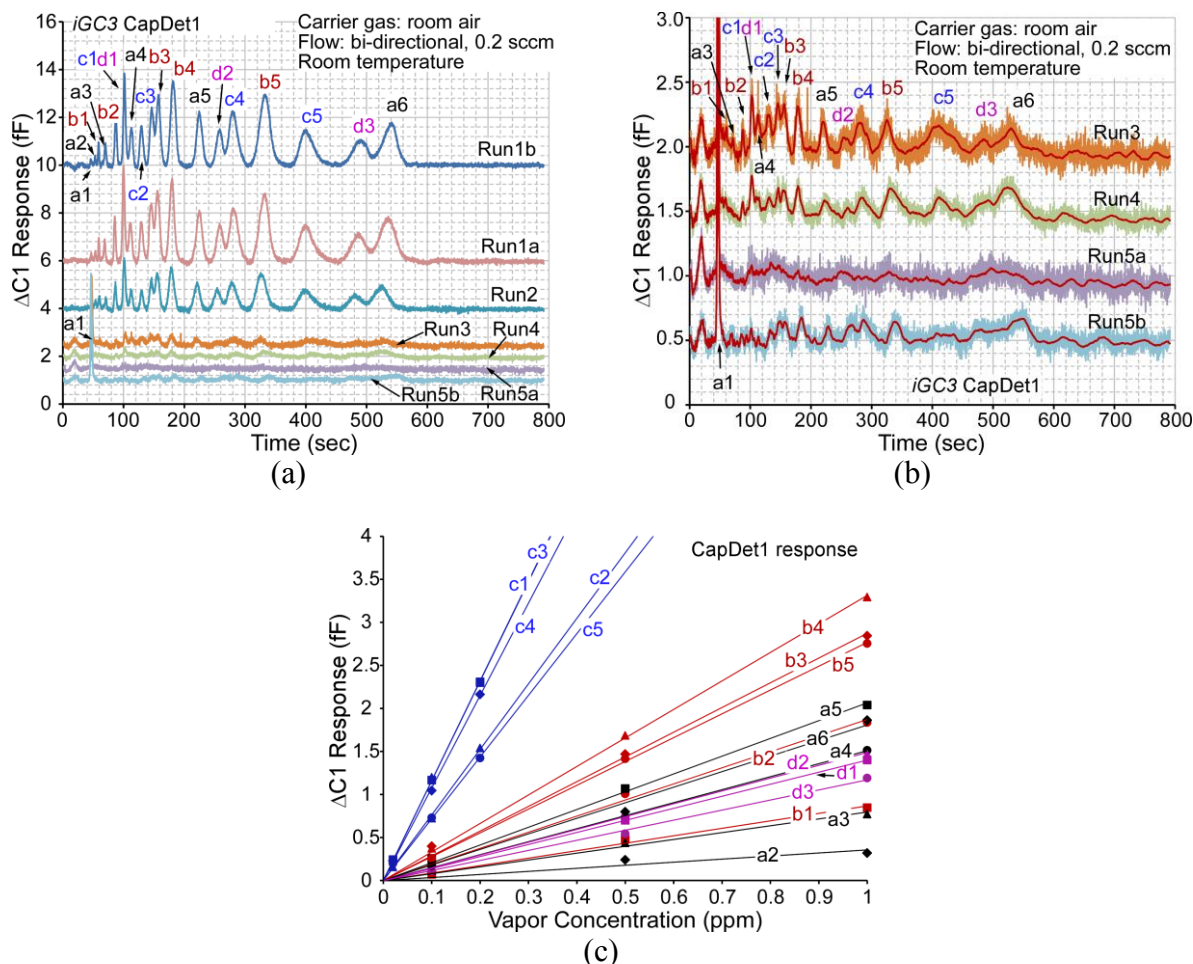 iGC3 CapDet1
Carrier gas: room air
Flow: bi-directional, 0.2 sccm
Room temperature
16
14
12
10
8
6
4
2
0
ΔC1 Response (fF)
a1
a2
b1
a3
b2
c1d1
a4
c2
c3
b3
b4
a5
d2
c4
b5
c5
d3
a6
Run1b
Run1a
Run2
a1
Run3
Run4
Run5a
Run5b
0 100 200 300 400 500 600 700 800
Time (sec)
(a)
Carrier gas: room air
Flow: bi-directional, 0.2 sccm
Room temperature
3.0
2.5
2.0
1.5
1.0
0.5
0
ΔC1 Response (fF)
b1
a3
b2
c1d1
a4
c2
c3
b3
b4
a5
d2
c4
b5
c5
d3
a6
Run3
Run4
Run5a
Run5b
a1
iGC3 CapDet1
0 100 200 300 400 500 600 700 800
Time (sec)
(b)
CapDet1 response
4
3.5
3
2.5
2
1.5
1
0.5
0
ΔC1 Response (fF)
c3
c1
c4
c2
c5
b4
b3
b5
a5
a6
b2
a4
d2
d1
d3
b1
a3
a2
0 0.1 0.2 0.3 0.4 0.5 0.6 0.7 0.8 0.9 1
Vapor Concentration (ppm)
(c)